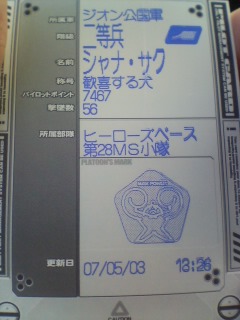 所属軍 ジオン公国軍
階級 二等兵
名前 シャナ・サク
称号 歓喜する犬
パイロットポイント 7467
撃墜数 56
所属部隊 ヒーローズベース
第28MS小隊
PLATOON'S MARK
更新日 07/05/03 13:26
CAUTION